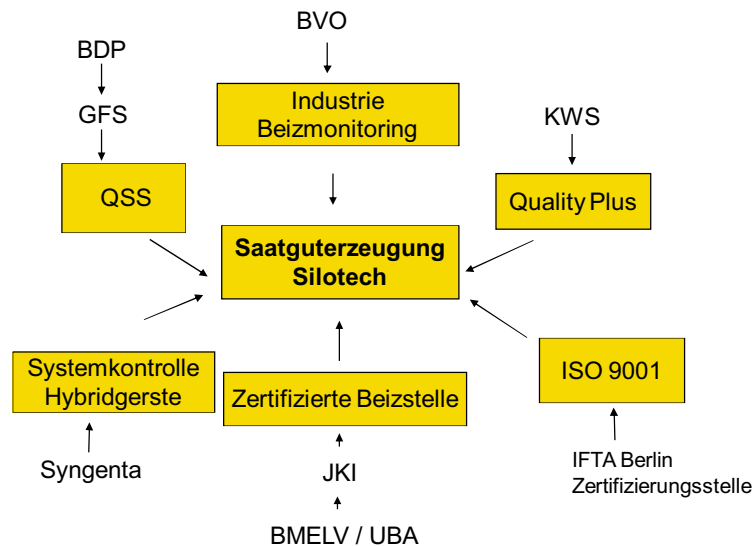 BVO
BDP
Industrie
Beizmonitoring
GFS
KWS
QSS
Quality Plus
Saatguterzeugung
Silotech
Systemkontrolle
Hybridgerste
Zertifizierte Beizstelle
ISO 9001
Syngenta
JKI
IFTA Berlin
Zertifizierungsstelle
BMELV / UBA